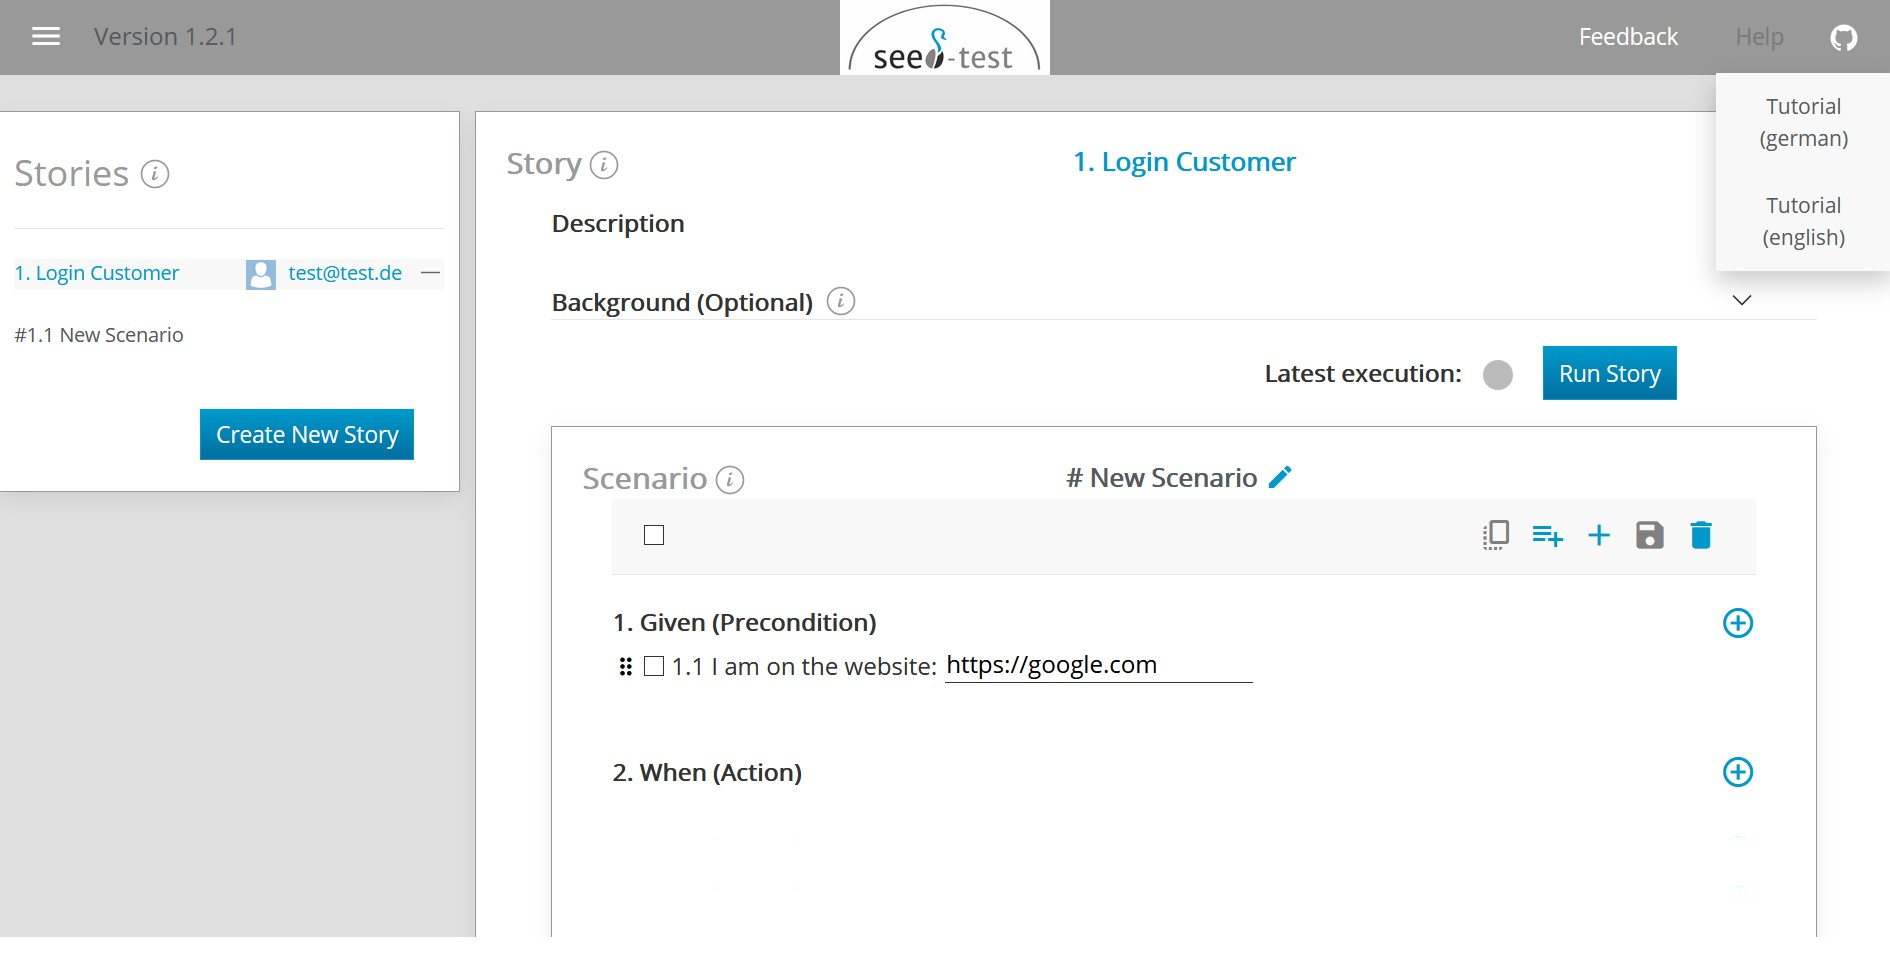 Version 1.2.1
seed-test
Feedback
Help
Tutorial
(german)
Tutorial
(english)
Stories
1. Login Customer
test@test.de
#1.1 New Scenario
Create New Story
Story
1. Login Customer
Description
Background (Optional)
Latest execution:
Run Story
Scenario
# New Scenario
1. Given (Precondition)
1.1 I am on the website: https://google.com
2. When (Action)